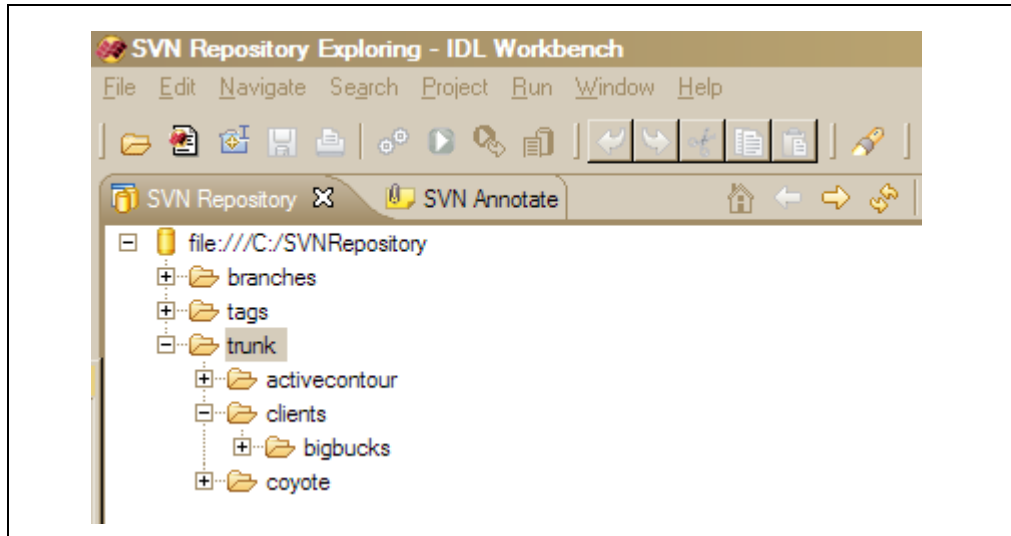 SVN Repository Exploring - IDL Workbench
File Edit Navigate Search Project Run Window Help
SVN Repository SVN Annotate
file:///C:/SVNRepository
branches
tags
trunk
activecontour
clients
bigbucks
coyote